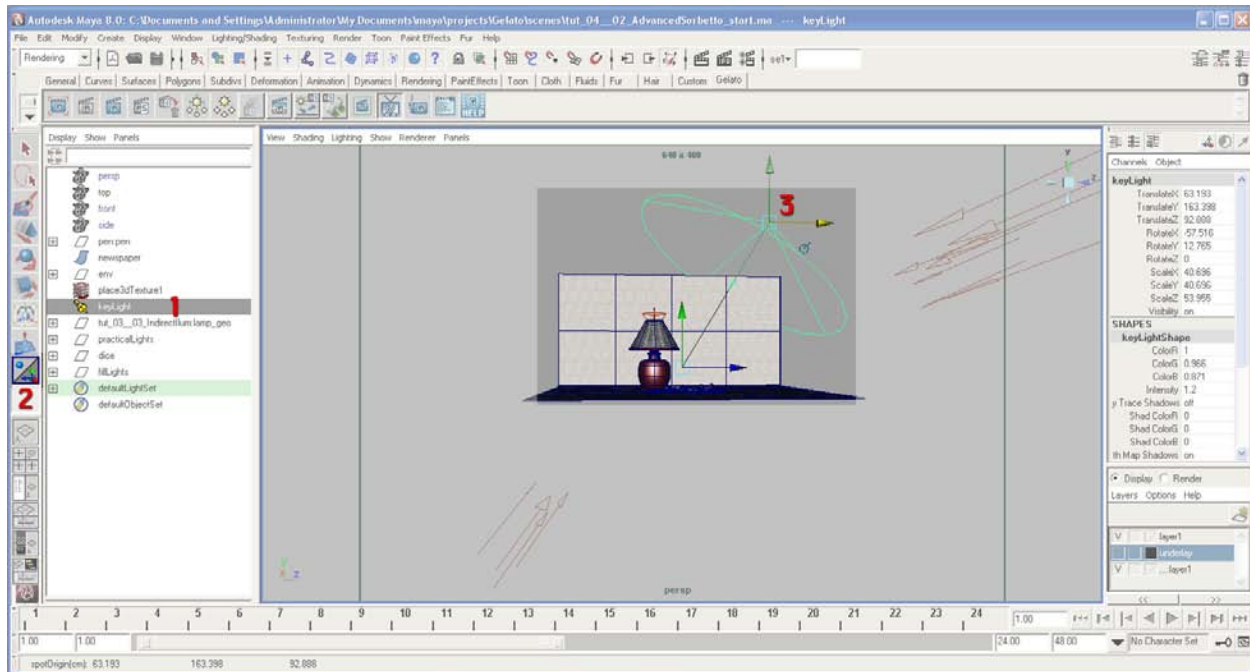 Autodesk Maya 8.0: C:\Documents and Settings\Administrator\My Documents\maya\projects\Gelato\scenes\tut_04__02_AdvancedSorbetto_start.ma --- keyLight
File Edit Modify Create Display Window Lighting/Shading Texturing Render Toon Paint Effects Fur Help
Rendering sel-
General Curves Surfaces Polygons Subdivs Deformation Animation Dynamics Rendering PaintEffects Toon Cloth Fluids Fur Hair Custom Gelato
Display Show Panels
persp
top
front
side
pen:pen
newspaper
env
place3dTexture1
keyLight 1
tut_03__03_IndirectIllum:lamp_geo
practicalLights
dice
fillLights
defaultLightSet
defaultObjectSet
2
View Shading Lighting Show Renderer Panels
640 x 480
3
y
z
y
x z
persp
Channels Object
keyLight
TranslateX 63.193
TranslateY 163.398
TranslateZ 92.888
RotateX -57.516
RotateY 12.765
RotateZ 0
ScaleX 40.696
ScaleY 40.696
ScaleZ 53.955
Visibility on
SHAPES
keyLightShape
ColorR 1
ColorG 0.966
ColorB 0.871
Intensity 1.2
y Trace Shadows off
Shad ColorR 0
Shad ColorG 0
Shad ColorB 0
th Map Shadows on
Display Render
Layers Options Help
V layer1
underlay
V ...layer1
<< >>
1 2 3 4 5 6 7 8 9 10 11 12 13 14 15 16 17 18 19 20 21 22 23 24 1.00
1.00 1.00 24.00 48.00 No Character Set
spotOrigin(cm): 63.193 163.398 92.888